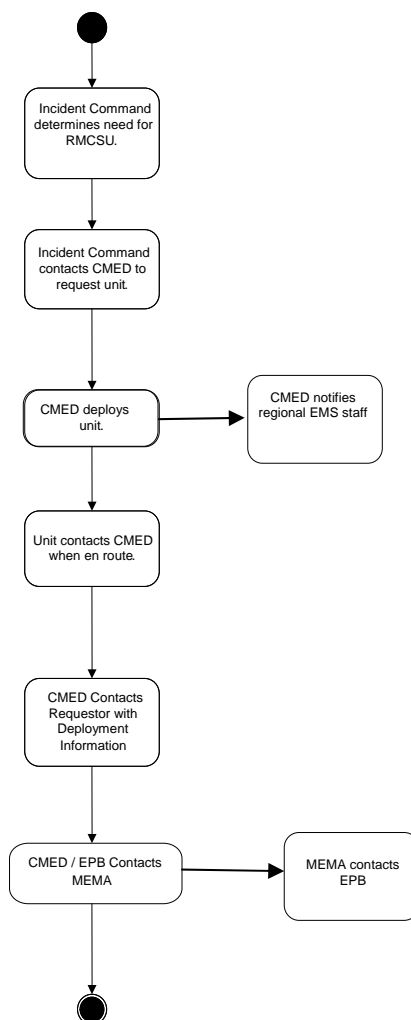 Incident Command
determines need for
RMCSU.
Incident Command
contacts CMED to
request unit.
CMED deploys
unit.
CMED notifies
regional EMS staff
Unit contacts CMED
when en route.
CMED Contacts
Requestor with
Deployment
Information
CMED / EPB Contacts
MEMA
MEMA contacts
EPB